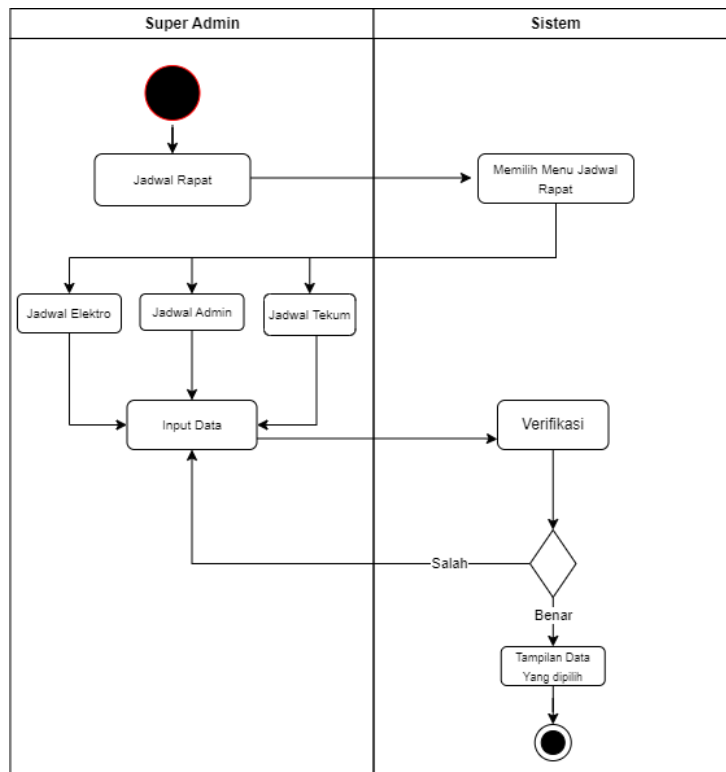 Super Admin
Sistem
Jadwal Rapat
Memilih Menu Jadwal
Rapat
Jadwal Elektro
Jadwal Admin
Jadwal Tekum
Input Data
Verifikasi
Salah
Benar
Tampilan Data
Yang dipilih